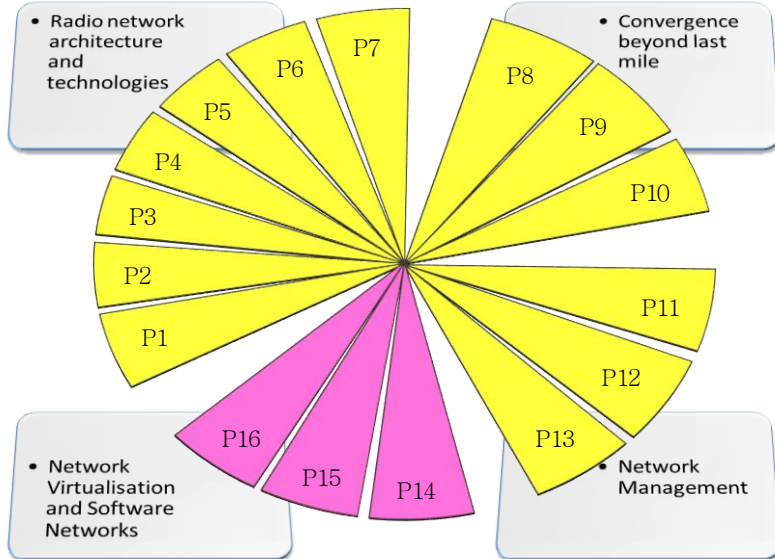 • Radio network
architecture
and
technologies
• Convergence
beyond last
mile
P7
P6
P8
P5
P9
P4
P10
P3
P2
P11
P1
P12
P16
P13
P15
P14
• Network
Virtualisation
and Software
Networks
• Network
Management